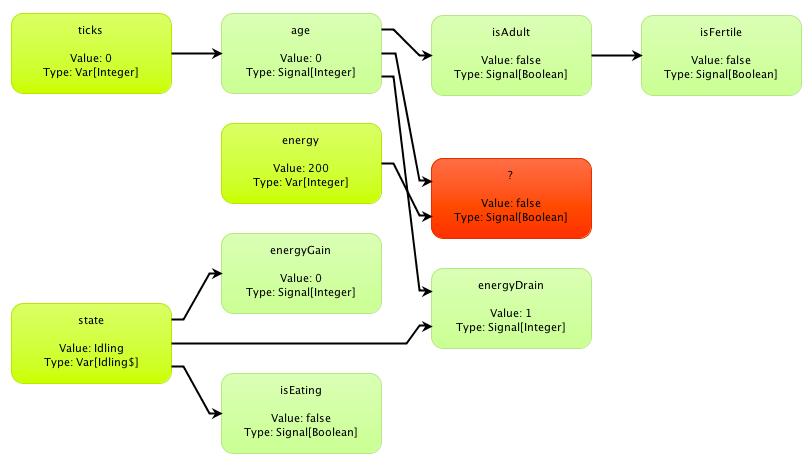 ticks
Value: 0
Type: Var[Integer]
age
Value: 0
Type: Signal[Integer]
isAdult
Value: false
Type: Signal[Boolean]
isFertile
Value: false
Type: Signal[Boolean]
energy
Value: 200
Type: Var[Integer]
?
Value: false
Type: Signal[Boolean]
energyGain
Value: 0
Type: Signal[Integer]
energyDrain
Value: 1
Type: Signal[Integer]
state
Value: Idling
Type: Var[Idling$]
isEating
Value: false
Type: Signal[Boolean]